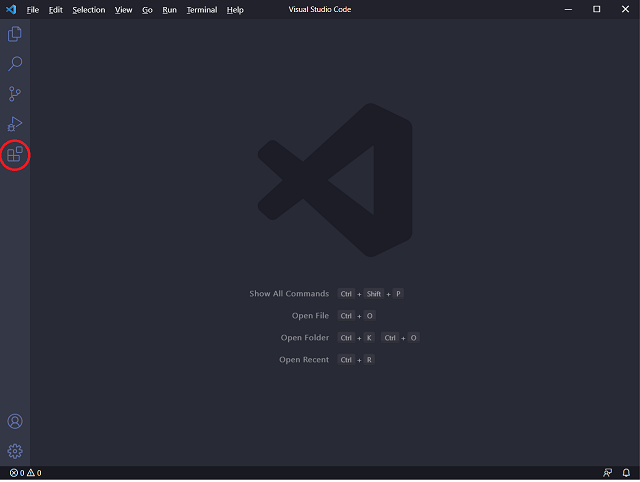 File Edit Selection View Go Run Terminal Help Visual Studio Code
Show All Commands Ctrl + Shift + P
Open File Ctrl + O
Open Folder Ctrl + K Ctrl + O
Open Recent Ctrl + R
0 0